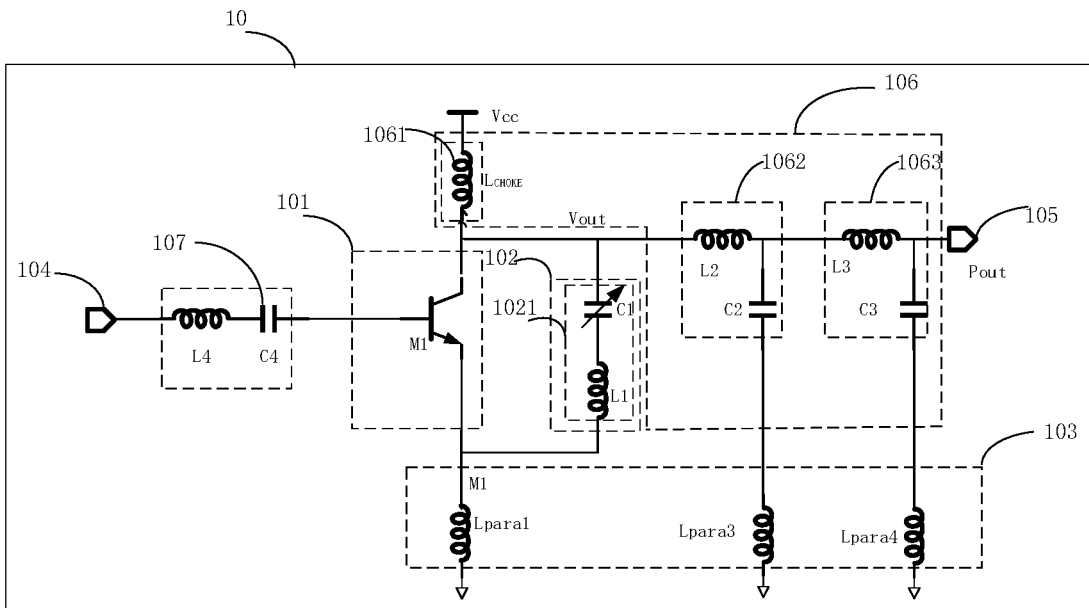 10
106
Vcc
1061
1062
1063
LCHOKE
101
Vout
105
107
102
104
L2
L3
Pout
1021
C1
C2
C3
M1
L4
C4
L1
103
M1
Lpara1
Lpara3
Lpara4